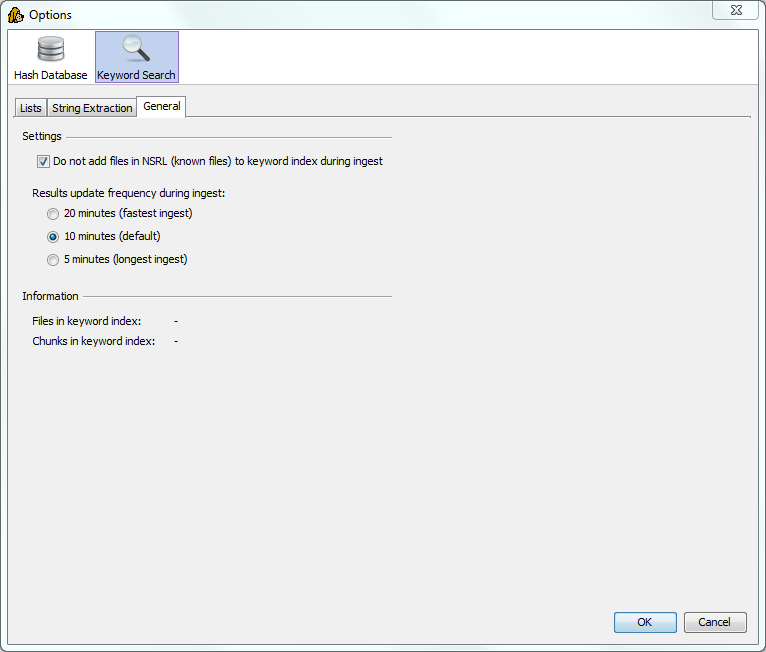 Options
Hash Database Keyword Search
Lists String Extraction General
Settings
Do not add files in NSRL (known files) to keyword index during ingest
Results update frequency during ingest:
20 minutes (fastest ingest)
10 minutes (default)
5 minutes (longest ingest)
Information
Files in keyword index: -
Chunks in keyword index: -
OK Cancel